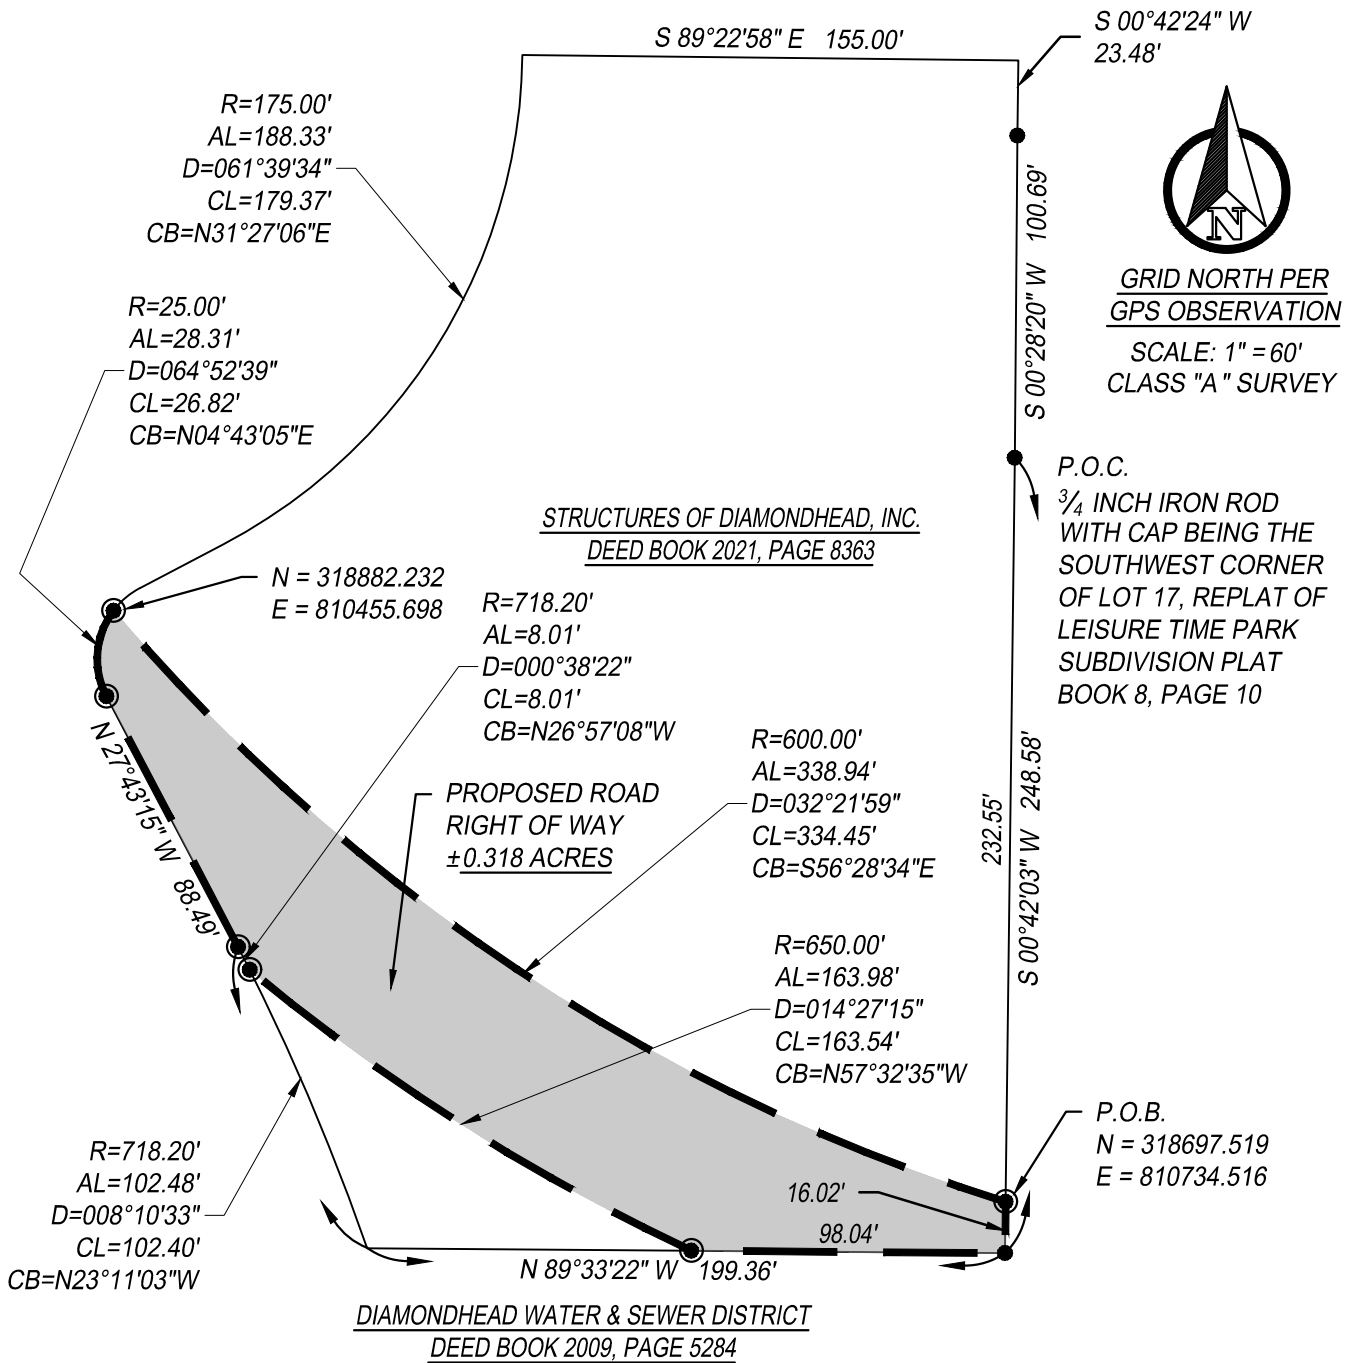 S 89°22'58" E 155.00'
S 00°42'24" W
23.48'
R=175.00'
AL=188.33'
D=061°39'34"
CL=179.37'
CB=N31°27'06"E
S 00°28'20" W 100.69'
N
GRID NORTH PER
GPS OBSERVATION
SCALE: 1" = 60'
CLASS "A" SURVEY
R=25.00'
AL=28.31'
D=064°52'39"
CL=26.82'
CB=N04°43'05"E
P.O.C.
3/4 INCH IRON ROD
WITH CAP BEING THE
SOUTHWEST CORNER
OF LOT 17, REPLAT OF
LEISURE TIME PARK
SUBDIVISION PLAT
BOOK 8, PAGE 10
STRUCTURES OF DIAMONDHEAD, INC.
DEED BOOK 2021, PAGE 8363
N = 318882.232
E = 810455.698
R=718.20'
AL=8.01'
D=000°38'22"
CL=8.01'
CB=N26°57'08"W
N 27°43'15" W 88.49'
PROPOSED ROAD
RIGHT OF WAY
±0.318 ACRES
R=600.00'
AL=338.94'
D=032°21'59"
CL=334.45'
CB=S56°28'34"E
232.55'
S 00°42'03" W 248.58'
R=650.00'
AL=163.98'
D=014°27'15"
CL=163.54'
CB=N57°32'35"W
P.O.B.
N = 318697.519
E = 810734.516
R=718.20'
AL=102.48'
D=008°10'33"
CL=102.40'
CB=N23°11'03"W
16.02'
98.04'
N 89°33'22" W 199.36'
DIAMONDHEAD WATER & SEWER DISTRICT
DEED BOOK 2009, PAGE 5284